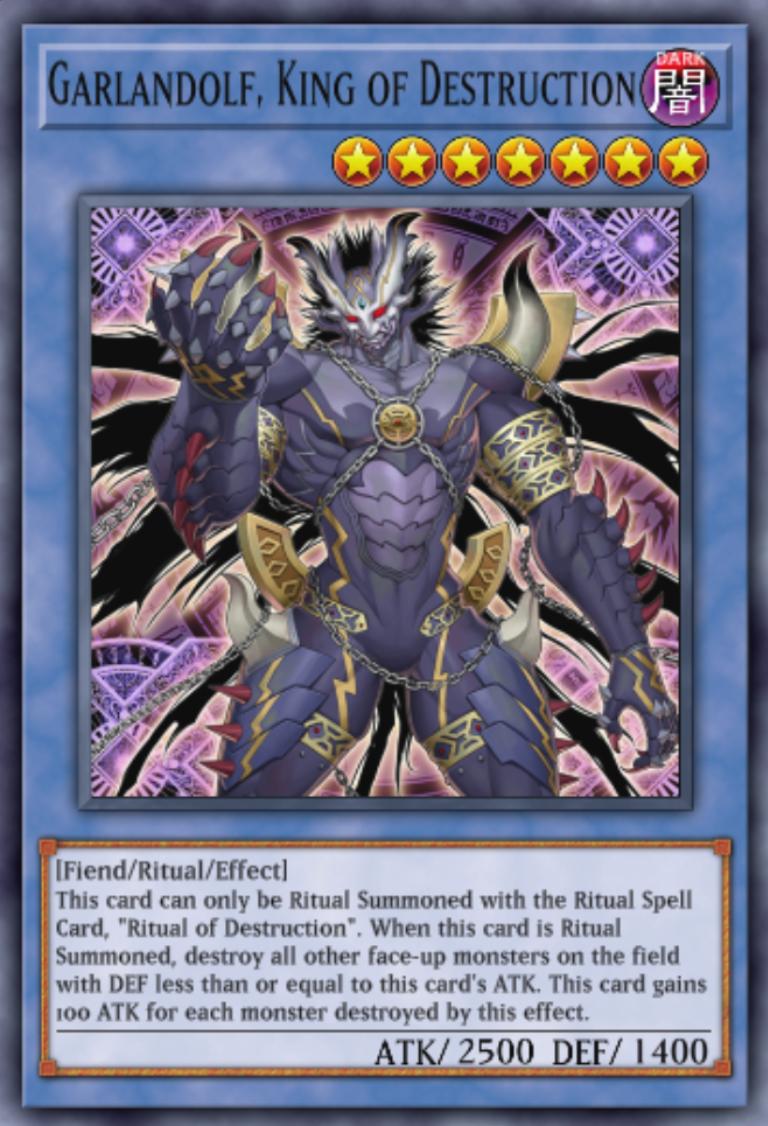 Garlandolf, King of Destruction
DARK
闇
[Fiend/Ritual/Effect]
This card can only be Ritual Summoned with the Ritual Spell
Card, "Ritual of Destruction". When this card is Ritual
Summoned, destroy all other face-up monsters on the field
with DEF less than or equal to this card's ATK. This card gains
100 ATK for each monster destroyed by this effect.
ATK/ 2500 DEF/ 1400